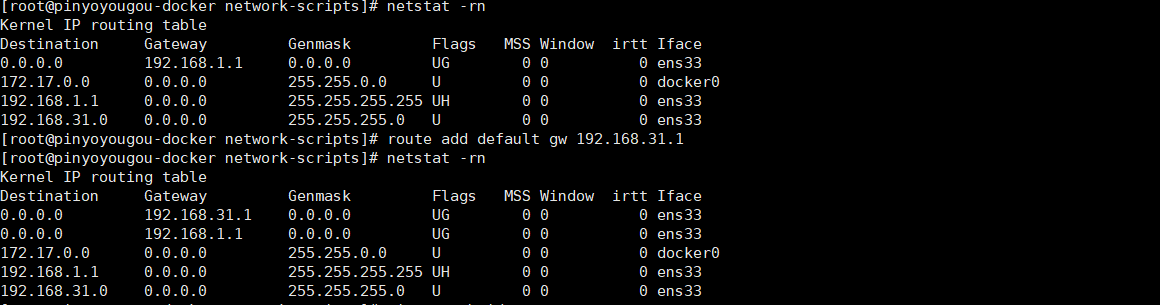 [root@pinyoyougou-docker network-scripts]# netstat -rn
Kernel IP routing table
Destination     Gateway         Genmask         Flags   MSS Window  irtt Iface
0.0.0.0         192.168.1.1     0.0.0.0         UG        0 0          0 ens33
172.17.0.0      0.0.0.0         255.255.0.0     U         0 0          0 docker0
192.168.1.1     0.0.0.0         255.255.255.255 UH        0 0          0 ens33
192.168.31.0    0.0.0.0         255.255.255.0   U         0 0          0 ens33
[root@pinyoyougou-docker network-scripts]# route add default gw 192.168.31.1
[root@pinyoyougou-docker network-scripts]# netstat -rn
Kernel IP routing table
Destination     Gateway         Genmask         Flags   MSS Window  irtt Iface
0.0.0.0         192.168.31.1    0.0.0.0         UG        0 0          0 ens33
0.0.0.0         192.168.1.1     0.0.0.0         UG        0 0          0 ens33
172.17.0.0      0.0.0.0         255.255.0.0     U         0 0          0 docker0
192.168.1.1     0.0.0.0         255.255.255.255 UH        0 0          0 ens33
192.168.31.0    0.0.0.0         255.255.255.0   U         0 0          0 ens33